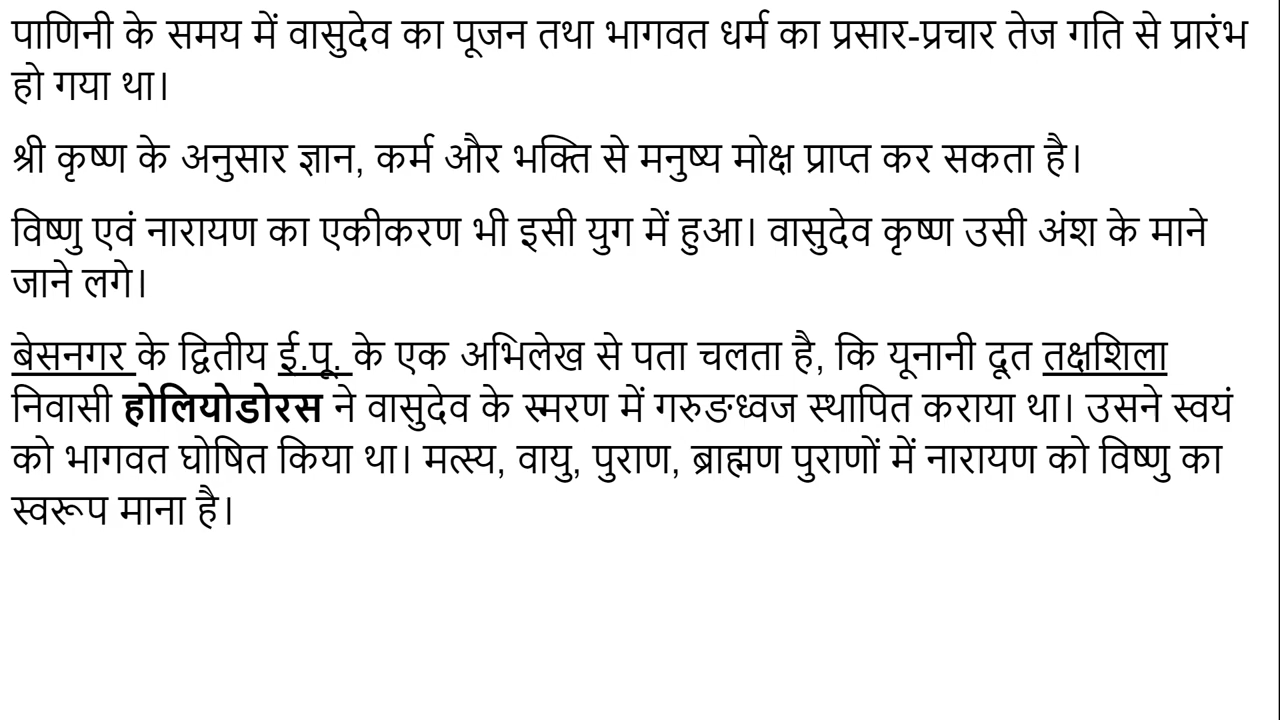 पाणिनी के समय में वासुदेव का पूजन तथा भागवत धर्म का प्रसार-प्रचार तेज गति से प्रारंभ
हो गया था।
श्री कृष्ण के अनुसार ज्ञान, कर्म और भक्ति से मनुष्य मोक्ष प्राप्त कर सकता है।
विष्णु एवं नारायण का एकीकरण भी इसी युग में हुआ। वासुदेव कृष्ण उसी अंश के माने
जाने लगे।
बेसनगर के द्वितीय ई.पू. के एक अभिलेख से पता चलता है, कि यूनानी दूत तक्षशिला
निवासी होलियोडोरस ने वासुदेव के स्मरण में गरुङध्वज स्थापित कराया था। उसने स्वयं
को भागवत घोषित किया था। मत्स्य, वायु, पुराण, ब्राह्मण पुराणों में नारायण को विष्णु का
स्वरूप माना है।